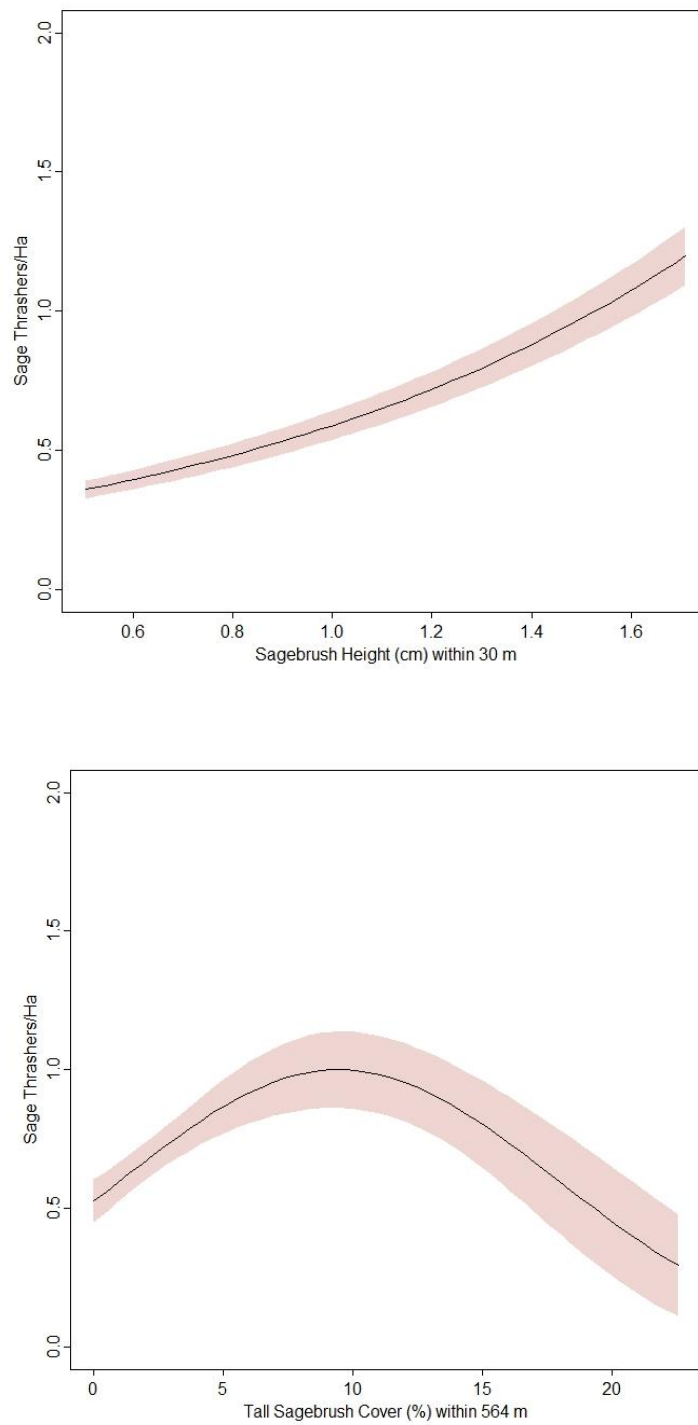 2.0
1.5
1.0
0.5
0.0
Sage Thrashers/Ha
0.6 0.8 1.0 1.2 1.4 1.6
Sagebrush Height (cm) within 30 m
2.0
1.5
1.0
0.5
0.0
Sage Thrashers/Ha
0 5 10 15 20
Tall Sagebrush Cover (%) within 564 m